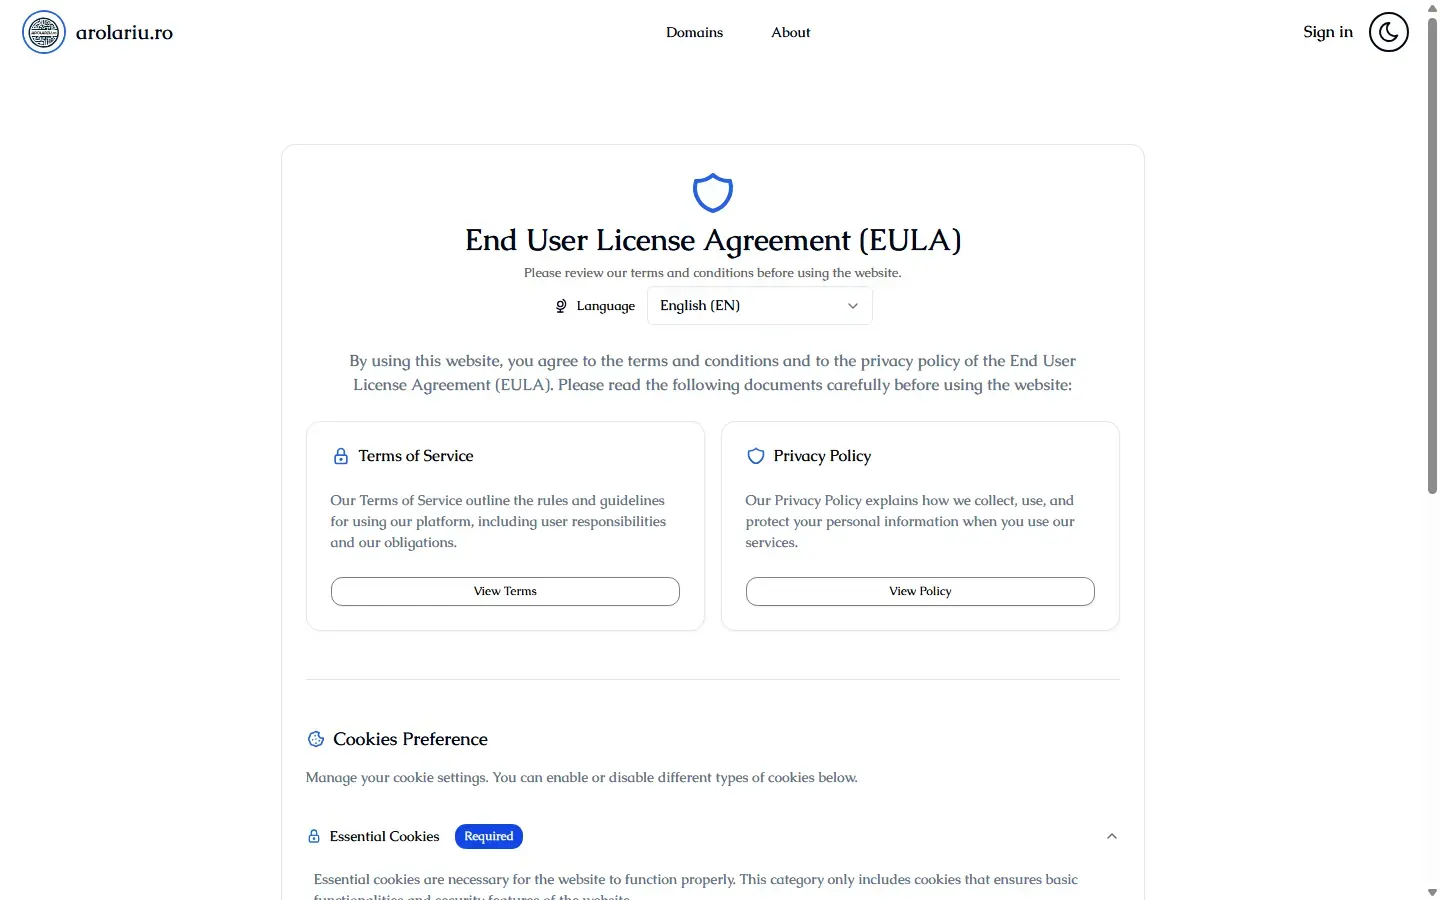 arolariu.ro
Domains
About
Sign in
End User License Agreement (EULA)
Please review our terms and conditions before using the website.
Language
English (EN)
By using this website, you agree to the terms and conditions and to the privacy policy of the End User
License Agreement (EULA). Please read the following documents carefully before using the website:
Terms of Service
Our Terms of Service outline the rules and guidelines
for using our platform, including user responsibilities
and our obligations.
View Terms
Privacy Policy
Our Privacy Policy explains how we collect, use, and
protect your personal information when you use our
services.
View Policy
Cookies Preference
Manage your cookie settings. You can enable or disable different types of cookies below.
Essential Cookies
Required
Essential cookies are necessary for the website to function properly. This category only includes cookies that ensures basic
functionalities and security features of the website.